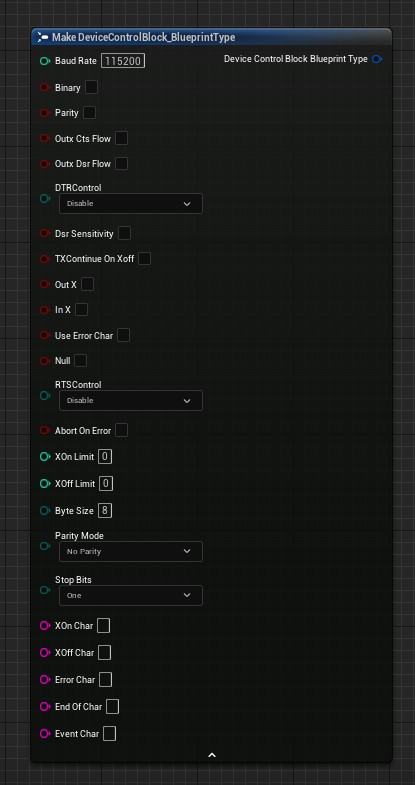 Make DeviceControlBlock_BlueprintType
Baud Rate 115200 Device Control Block Blueprint Type
Binary
Parity
Outx Cts Flow
Outx Dsr Flow
DTRControl
Disable
Dsr Sensitivity
TXContinue On Xoff
Out X
In X
Use Error Char
Null
RTSControl
Disable
Abort On Error
XOn Limit 0
XOff Limit 0
Byte Size 8
Parity Mode
No Parity
Stop Bits
One
XOn Char
XOff Char
Error Char
End Of Char
Event Char